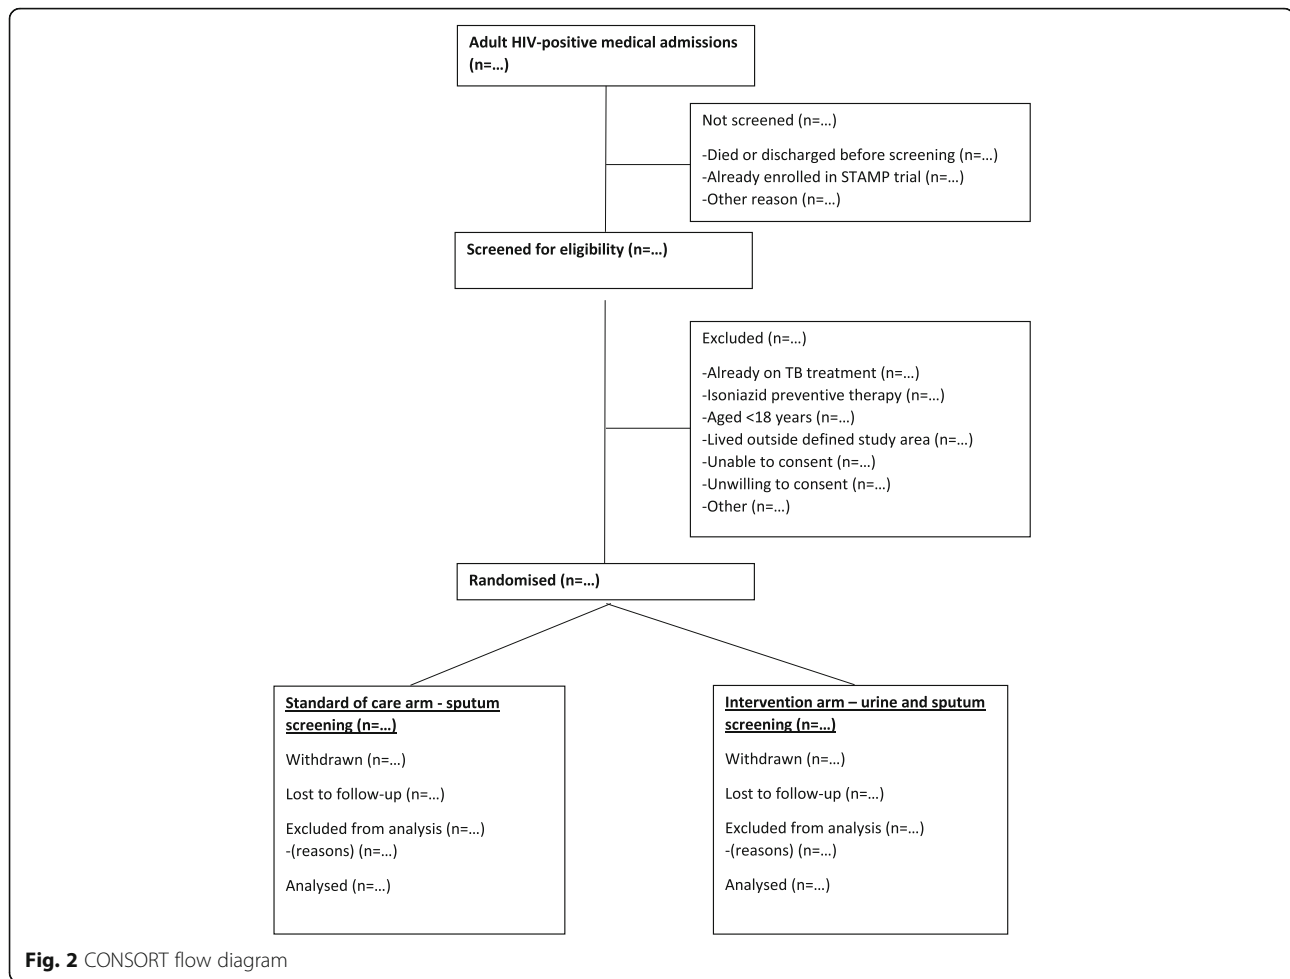 Adult HIV-positive medical admissions
(n=...)
Not screened (n=...)
-Died or discharged before screening (n=...)
-Already enrolled in STAMP trial (n=...)
-Other reason (n=...)
Screened for eligibility (n=...)
Excluded (n=...)
-Already on TB treatment (n=...)
-Isoniazid preventive therapy (n=...)
-Aged <18 years (n=...)
-Lived outside defined study area (n=...)
-Unable to consent (n=...)
-Unwilling to consent (n=...)
-Other (n=...)
Randomised (n=...)
Standard of care arm - sputum
screening (n=...)
Withdrawn (n=...)
Lost to follow-up (n=...)
Excluded from analysis (n=...)
-(reasons) (n=...)
Analysed (n=...)
Intervention arm – urine and sputum
screening (n=...)
Withdrawn (n=...)
Lost to follow-up (n=...)
Excluded from analysis (n=...)
-(reasons) (n=...)
Analysed (n=...)
Fig. 2 CONSORT flow diagram